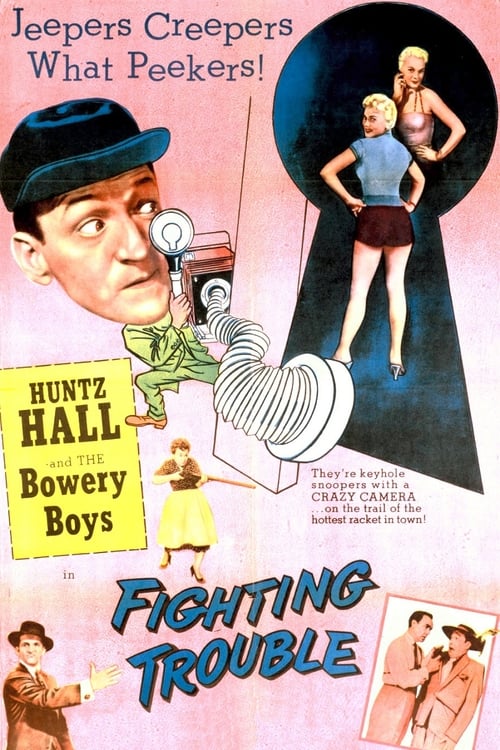 Jeepers Creepers
What Peekers!
HUNTZ
HALL
-and THE
Bowery
Boys
They're keyhole
snoopers with a
CRAZY CAMERA
...on the trail of the
hottest racket in town!
in
FIGHTING
TROUBLE